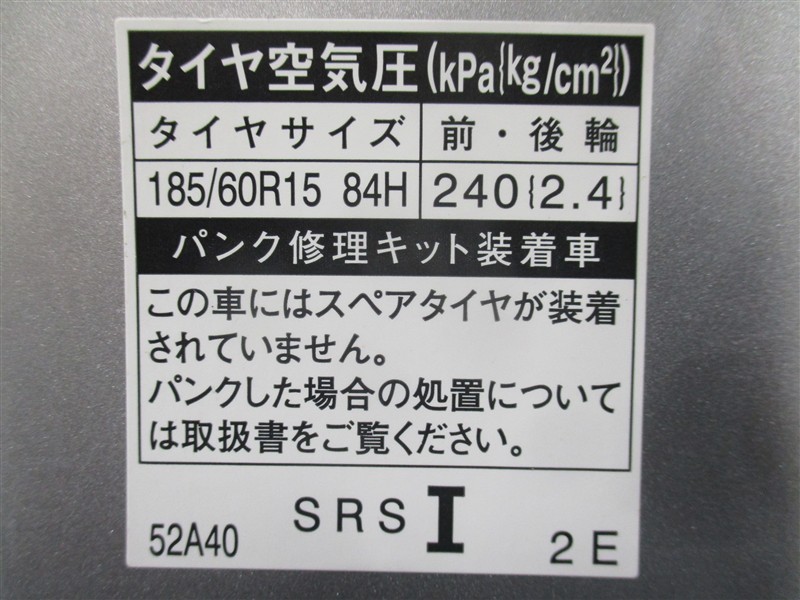 タイヤ空気圧(kPa{kg/cm²})
タイヤサイズ 前・後輪
185/60R15 84H 240{2.4}
パンク修理キット装着車
この車にはスペアタイヤが装着
されていません。
パンクした場合の処置について
は取扱書をご覧ください。
52A40 SRS I 2E